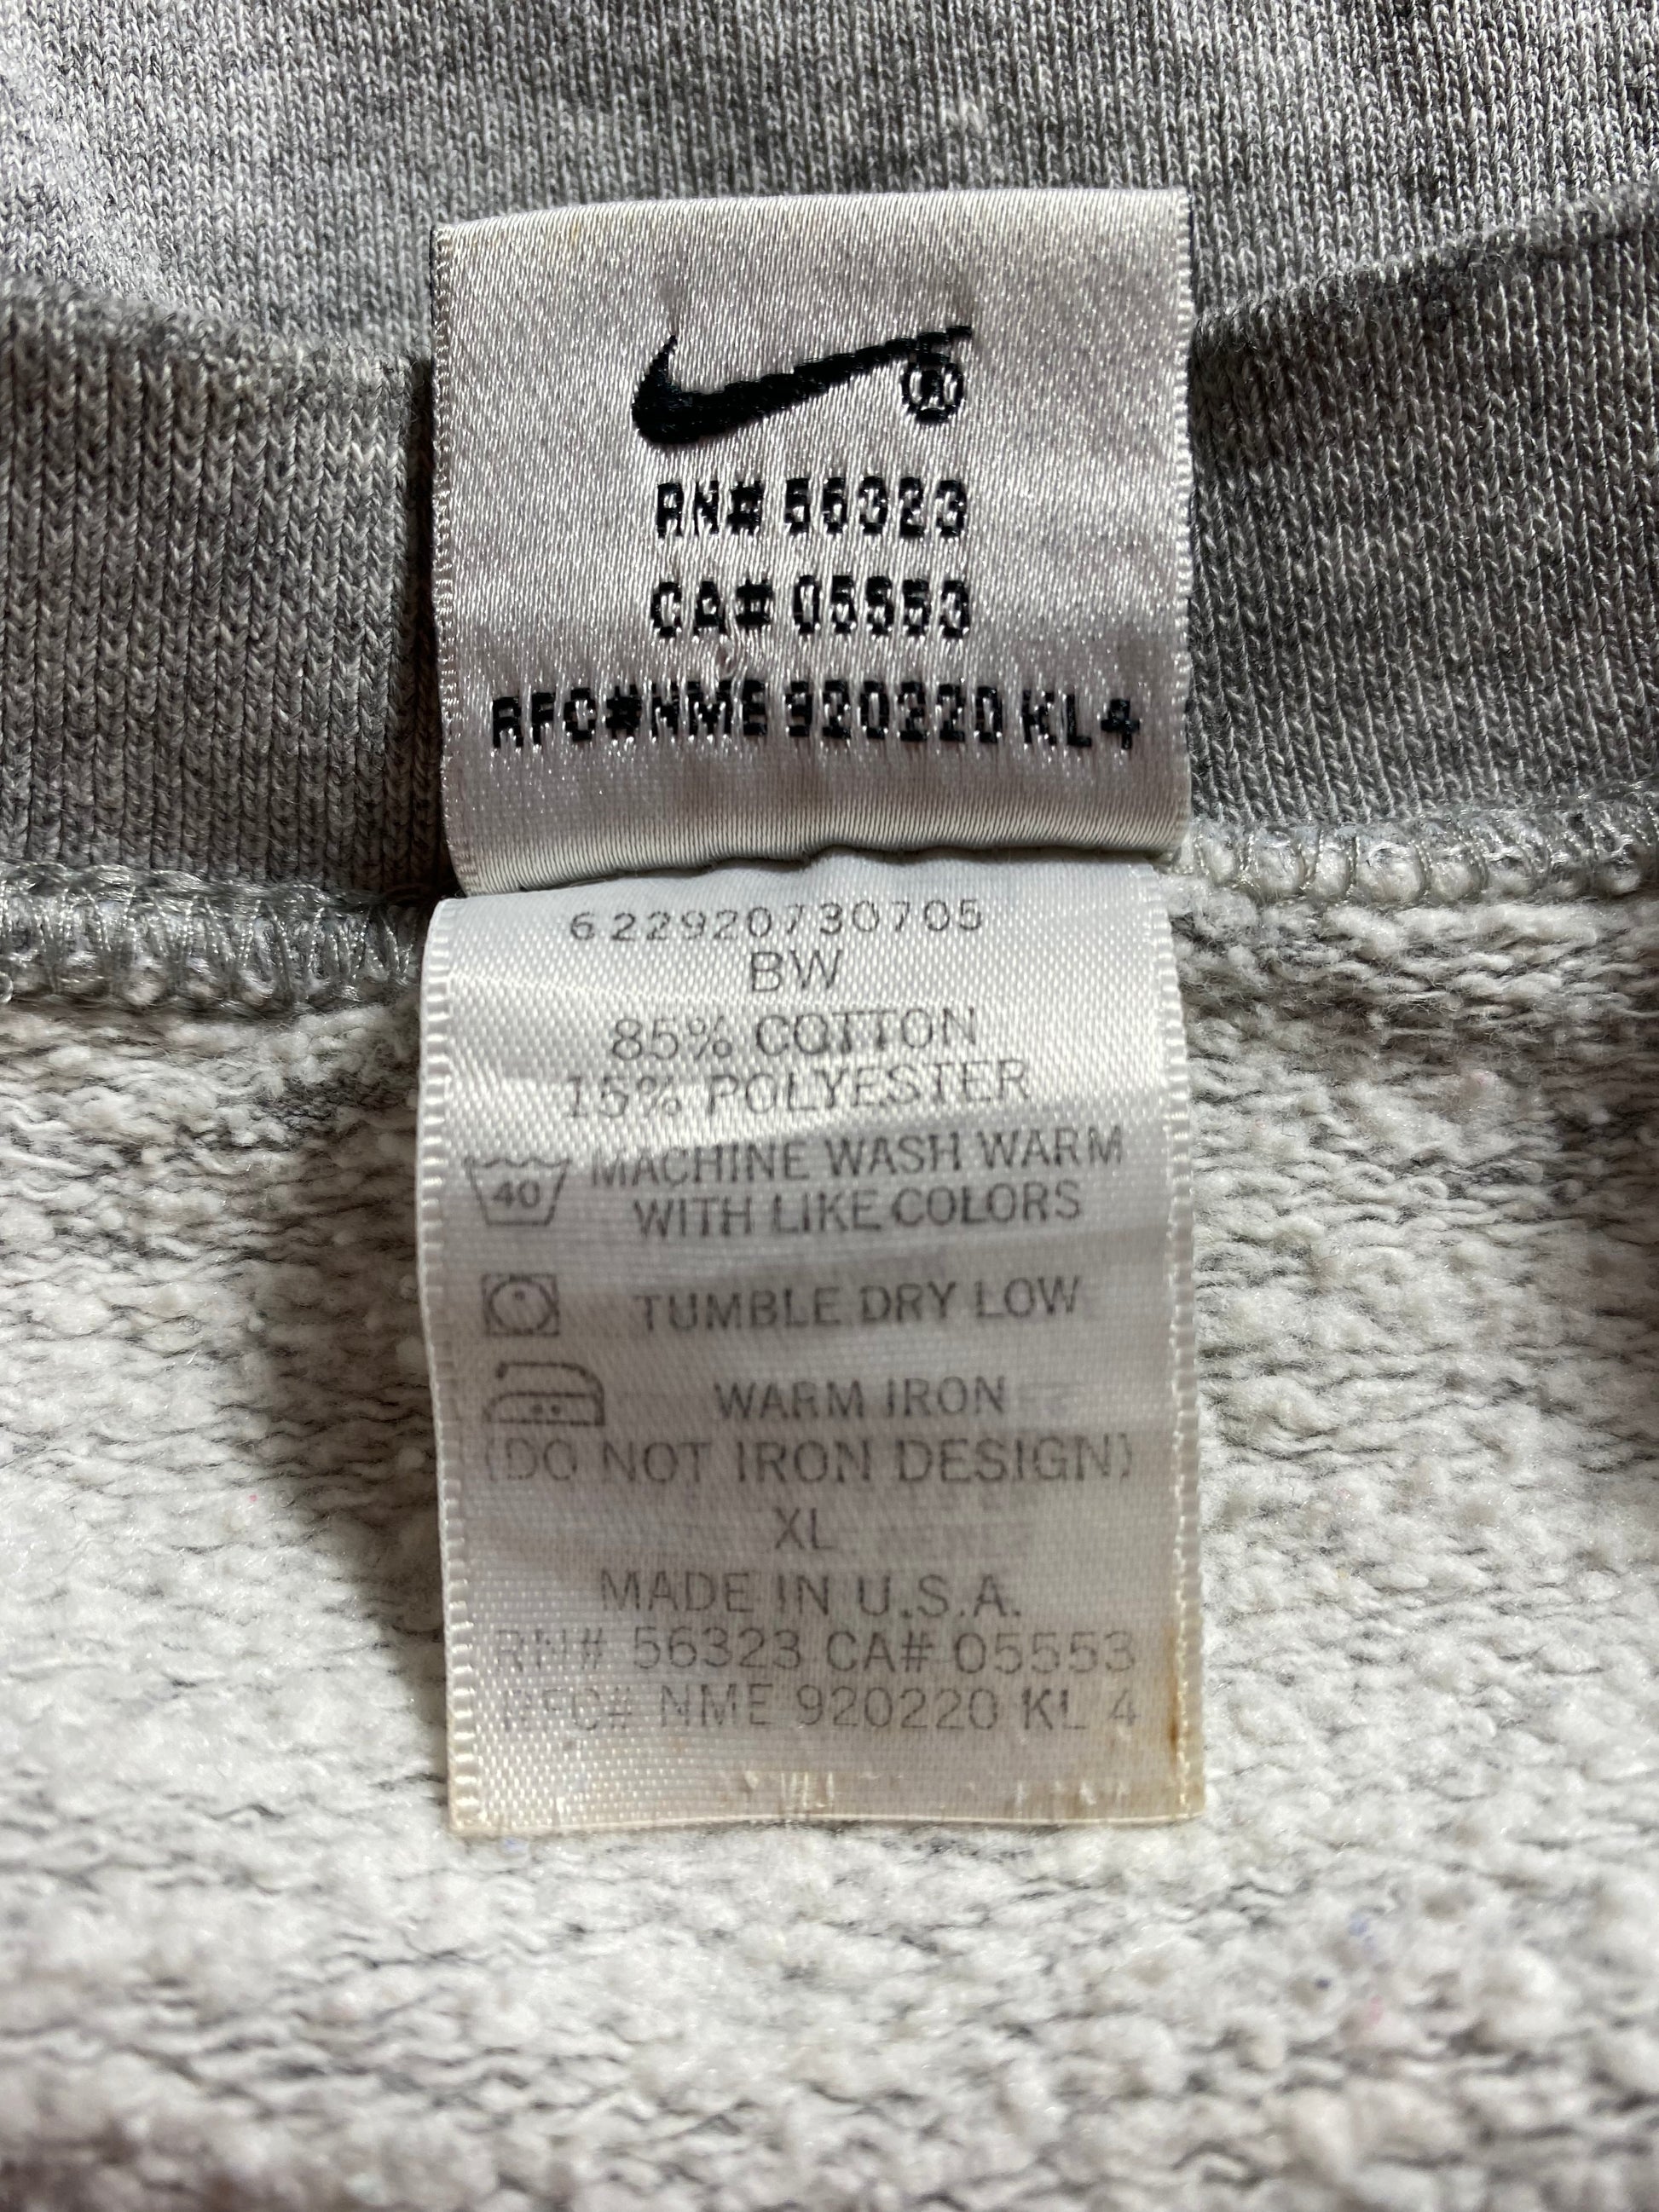 RN# 56323
CA# 05553
RFC#NME 920220 KL4
622920730705
BW
85% COTTON
15% POLYESTER
40 MACHINE WASH WARM
WITH LIKE COLORS
TUMBLE DRY LOW
WARM IRON
(DO NOT IRON DESIGN)
XL
MADE IN U.S.A.
RN# 56323 CA# 05553
RFC# NME 920220 KL 4